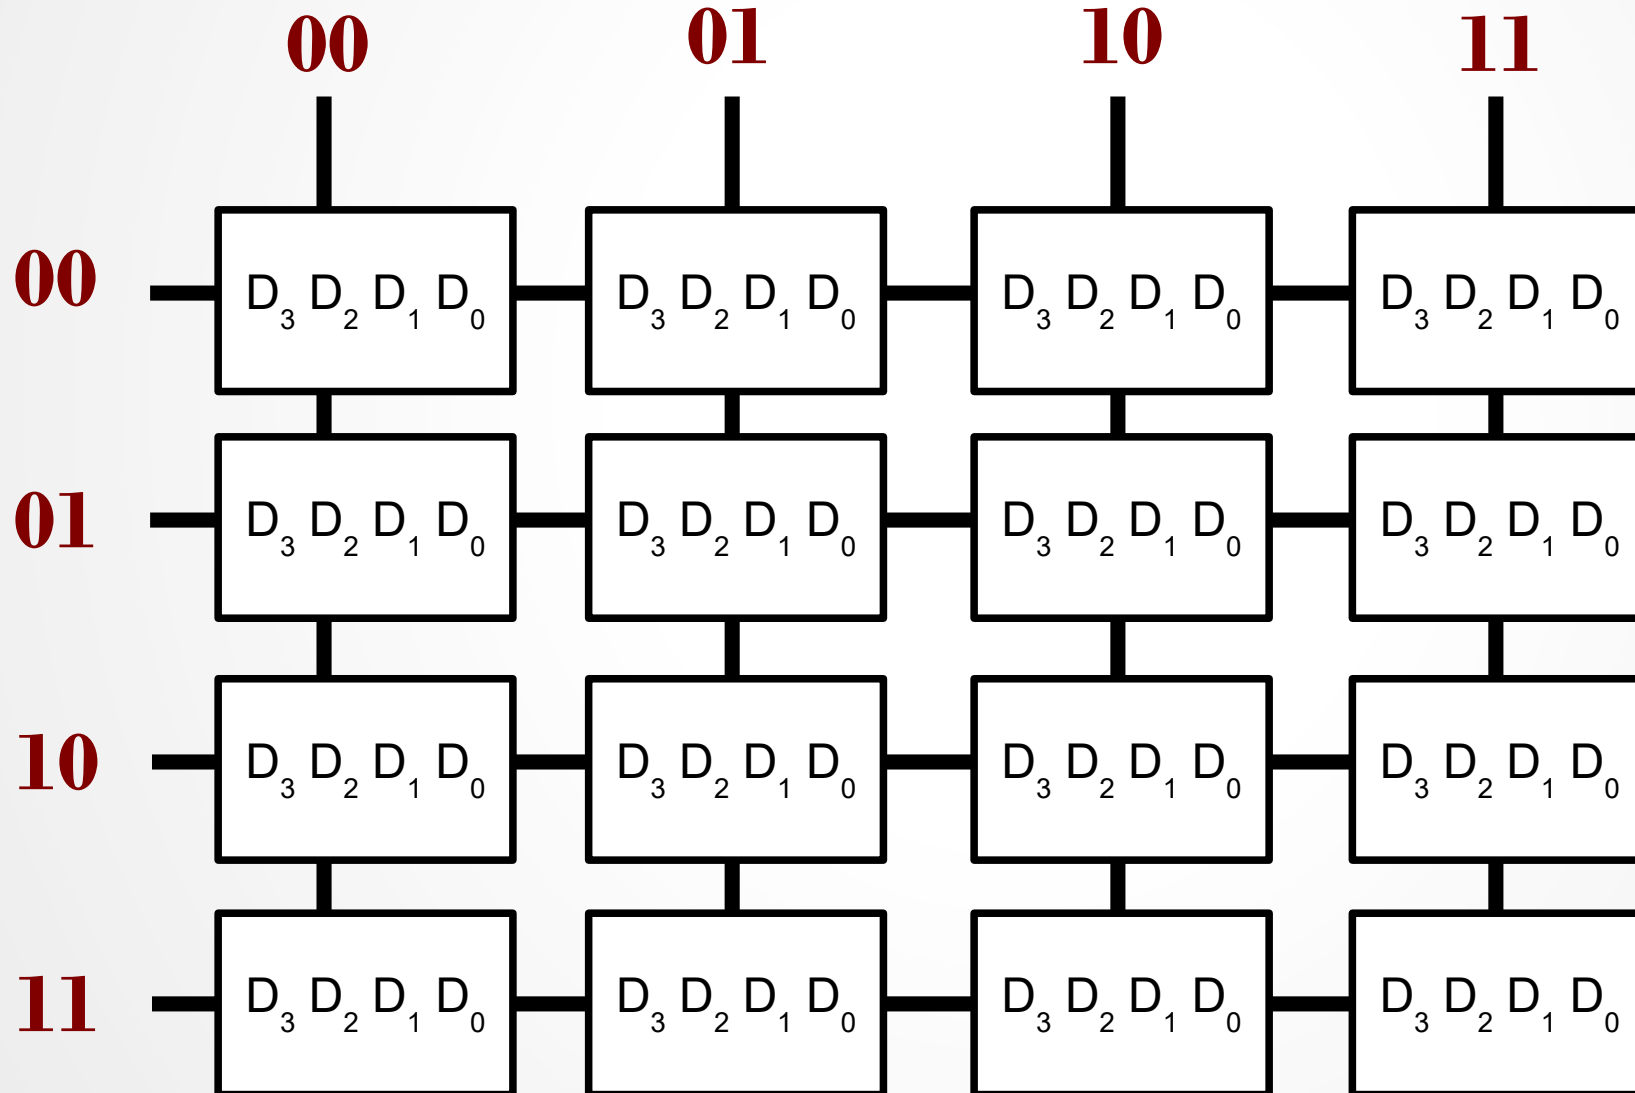 00 01 10 11
00 D3 D2 D1 D0 D3 D2 D1 D0 D3 D2 D1 D0 D3 D2 D1 D0
01 D3 D2 D1 D0 D3 D2 D1 D0 D3 D2 D1 D0 D3 D2 D1 D0
10 D3 D2 D1 D0 D3 D2 D1 D0 D3 D2 D1 D0 D3 D2 D1 D0
11 D3 D2 D1 D0 D3 D2 D1 D0 D3 D2 D1 D0 D3 D2 D1 D0